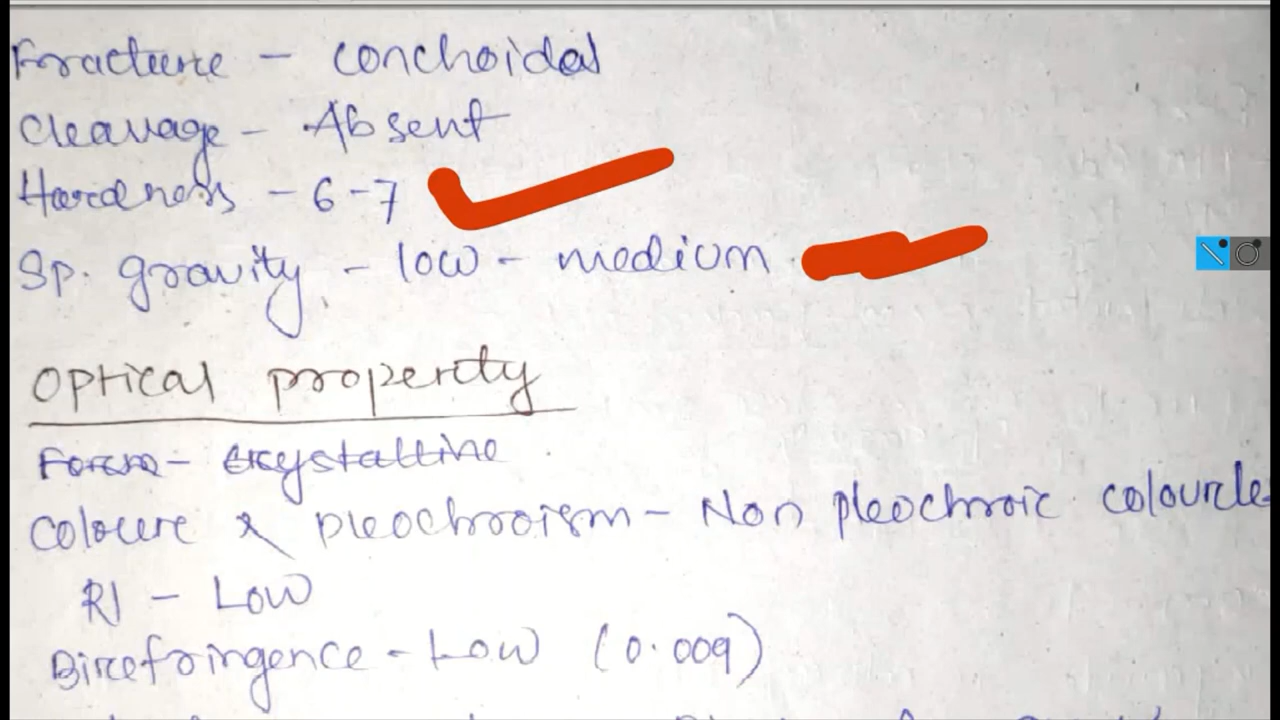 Fracture - conchoidal
Cleavage - Absent
Hardness - 6-7
Sp. gravity - low - medium
Optical property
Form - Crystalline
Colour & pleochroism - Non pleochroic colourle
RI - Low
Birefringence - Low (0.009)